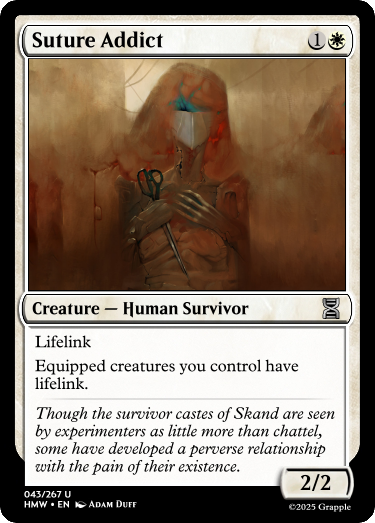 Suture Addict 1
Creature — Human Survivor
Lifelink
Equipped creatures you control have
lifelink.
Though the survivor castes of Skand are seen
by experimenters as little more than chattel,
some have developed a perverse relationship
with the pain of their existence.
2/2
043/267 U
HMW • EN Adam Duff
©2025 Grapple